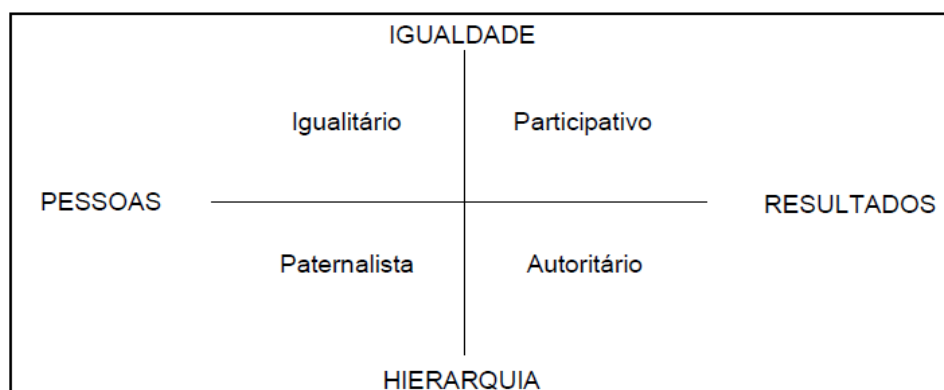 IGUALDADE
Igualitário Participativo
PESSOAS RESULTADOS
Paternalista Autoritário
HIERARQUIA